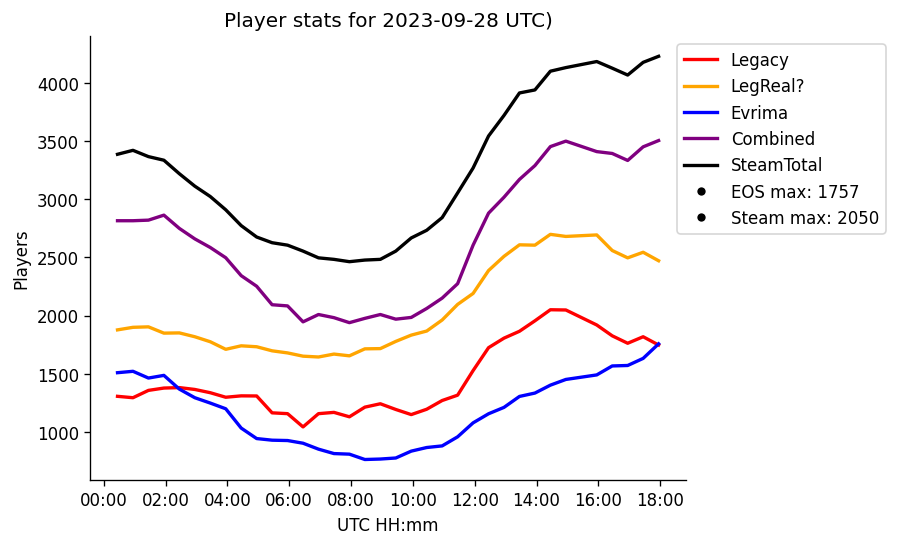 Player stats for 2023-09-28 UTC)
Players
4000
3500
3000
2500
2000
1500
1000
00:00 02:00 04:00 06:00 08:00 10:00 12:00 14:00 16:00 18:00
UTC HH:mm
Legacy
LegReal?
Evrima
Combined
SteamTotal
EOS max: 1757
Steam max: 2050